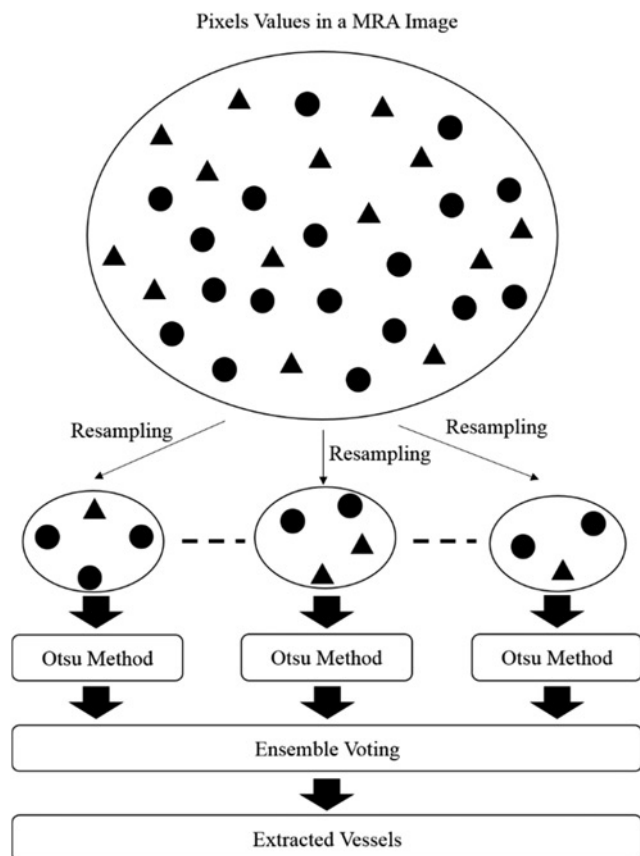 Pixels Values in a MRA Image
Resampling
Resampling
Resampling
Otsu Method
Otsu Method
Otsu Method
Ensemble Voting
Extracted Vessels